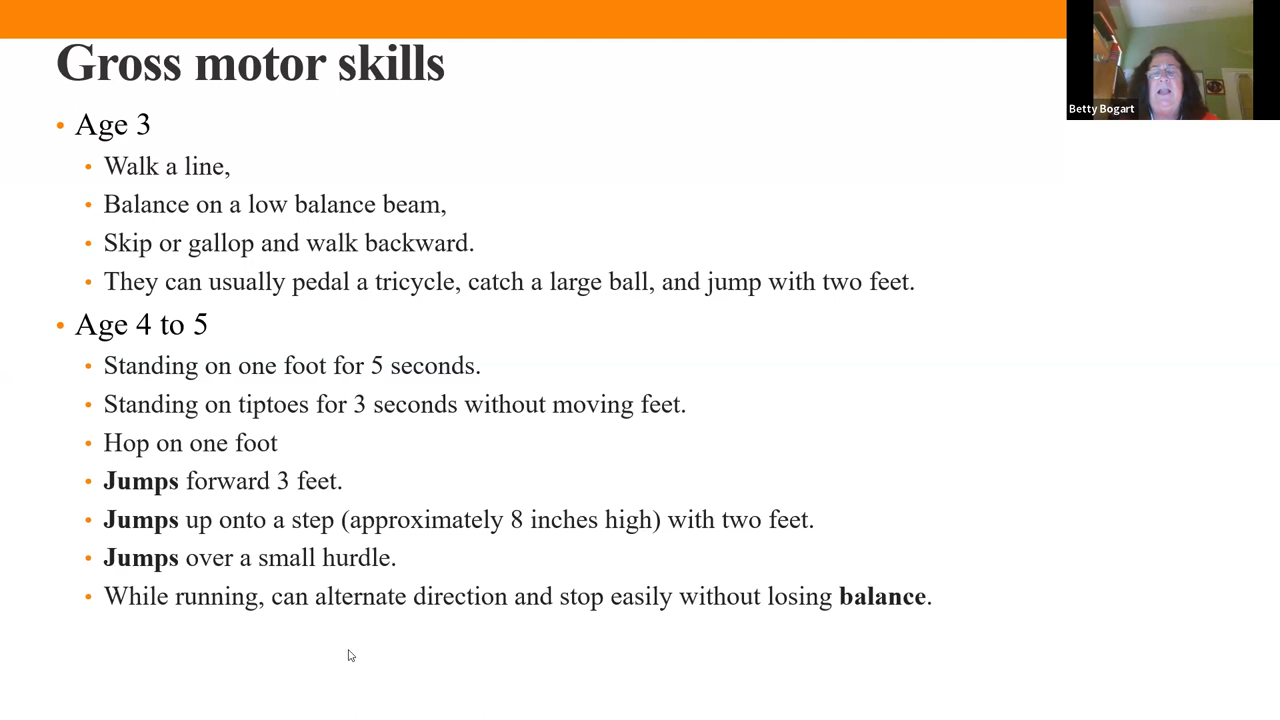 Gross motor skills
Betty Bogart
• Age 3
• Walk a line,
• Balance on a low balance beam,
• Skip or gallop and walk backward.
• They can usually pedal a tricycle, catch a large ball, and jump with two feet.
• Age 4 to 5
• Standing on one foot for 5 seconds.
• Standing on tiptoes for 3 seconds without moving feet.
• Hop on one foot
• Jumps forward 3 feet.
• Jumps up onto a step (approximately 8 inches high) with two feet.
• Jumps over a small hurdle.
• While running, can alternate direction and stop easily without losing balance.